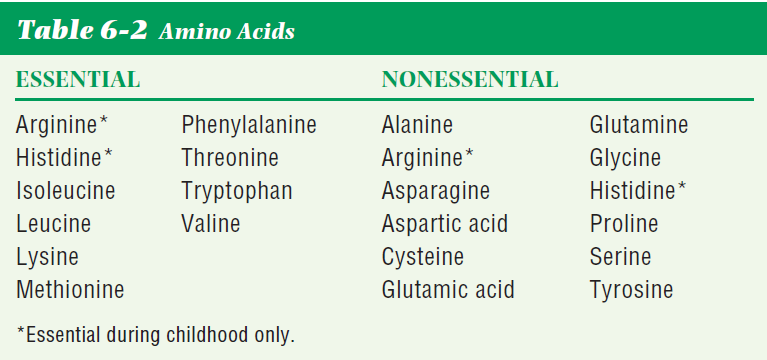 Table 6-2 Amino Acids
ESSENTIAL NONESSENTIAL
Arginine* Phenylalanine Alanine Glutamine
Histidine* Threonine Arginine* Glycine
Isoleucine Tryptophan Asparagine Histidine*
Leucine Valine Aspartic acid Proline
Lysine Cysteine Serine
Methionine Glutamic acid Tyrosine
*Essential during childhood only.